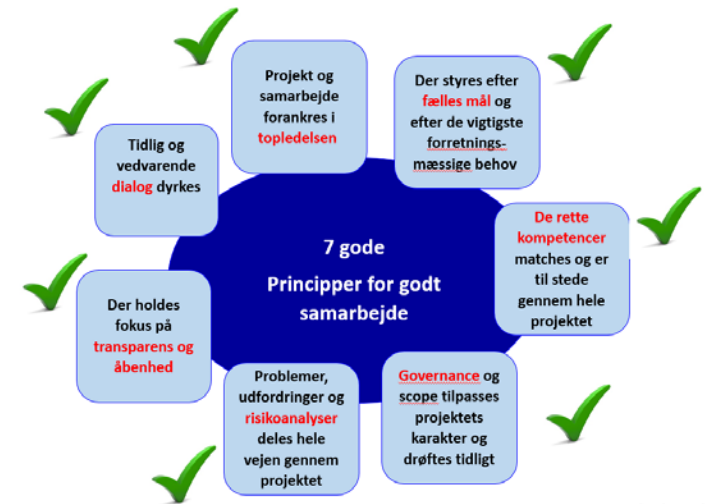 Projekt og
samarbejde
forankres i
topledelsen
Der styres efter
fælles mål og
efter de vigtigste
forretnings-
mæssige behov
Tidlig og
vedvarende
dialog dyrkes
De rette
kompetencer
matches og er
til stede
gennem hele
projektet
7 gode
Principper for godt
samarbejde
Der holdes
fokus på
transparens og
åbenhed
Problemer,
udfordringer og
risikoanalyser
deles hele
vejen gennem
projektet
Governance og
scope tilpasses
projektets
karakter og
drøftes tidligt